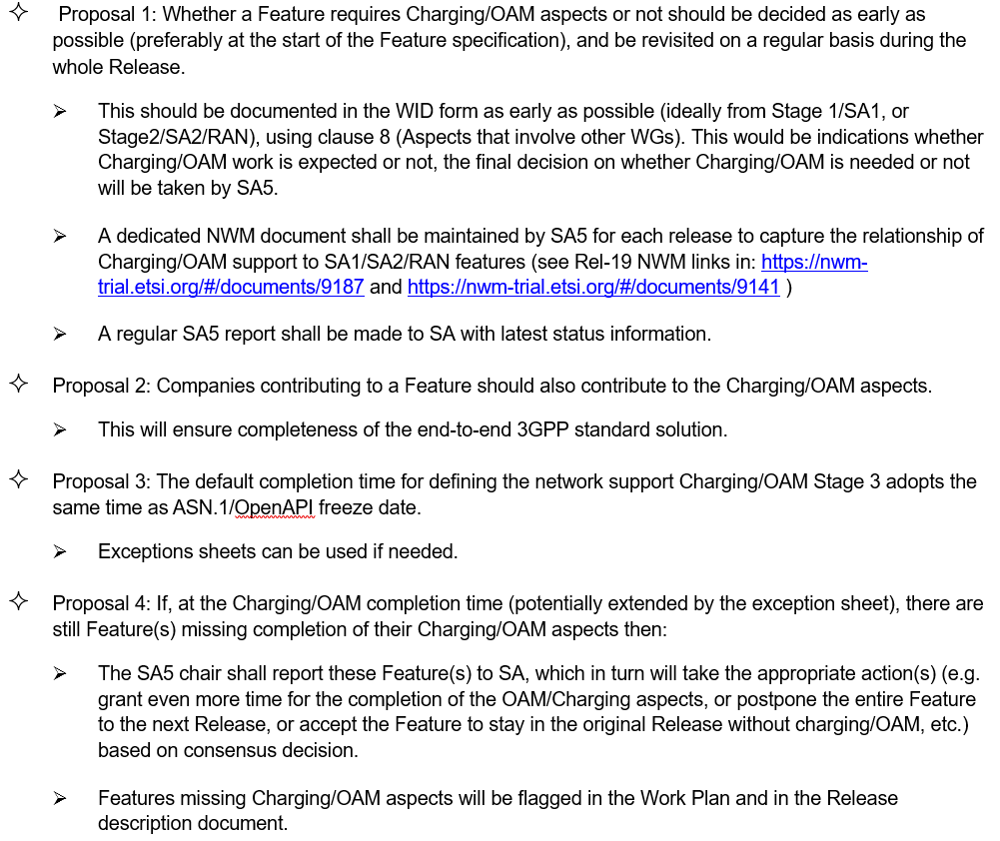 ✧ Proposal 1: Whether a Feature requires Charging/OAM aspects or not should be decided as early as
possible (preferably at the start of the Feature specification), and be revisited on a regular basis during the
whole Release.
➢ This should be documented in the WID form as early as possible (ideally from Stage 1/SA1, or
Stage2/SA2/RAN), using clause 8 (Aspects that involve other WGs). This would be indications whether
Charging/OAM work is expected or not, the final decision on whether Charging/OAM is needed or not
will be taken by SA5.
➢ A dedicated NWM document shall be maintained by SA5 for each release to capture the relationship of
Charging/OAM support to SA1/SA2/RAN features (see Rel-19 NWM links in: https://nwm-
trial.etsi.org/#/documents/9187 and https://nwm-trial.etsi.org/#/documents/9141 )
➢ A regular SA5 report shall be made to SA with latest status information.
✧ Proposal 2: Companies contributing to a Feature should also contribute to the Charging/OAM aspects.
➢ This will ensure completeness of the end-to-end 3GPP standard solution.
✧ Proposal 3: The default completion time for defining the network support Charging/OAM Stage 3 adopts the
same time as ASN.1/OpenAPI freeze date.
➢ Exceptions sheets can be used if needed.
✧ Proposal 4: If, at the Charging/OAM completion time (potentially extended by the exception sheet), there are
still Feature(s) missing completion of their Charging/OAM aspects then:
➢ The SA5 chair shall report these Feature(s) to SA, which in turn will take the appropriate action(s) (e.g.
grant even more time for the completion of the OAM/Charging aspects, or postpone the entire Feature
to the next Release, or accept the Feature to stay in the original Release without charging/OAM, etc.)
based on consensus decision.
➢ Features missing Charging/OAM aspects will be flagged in the Work Plan and in the Release
description document.